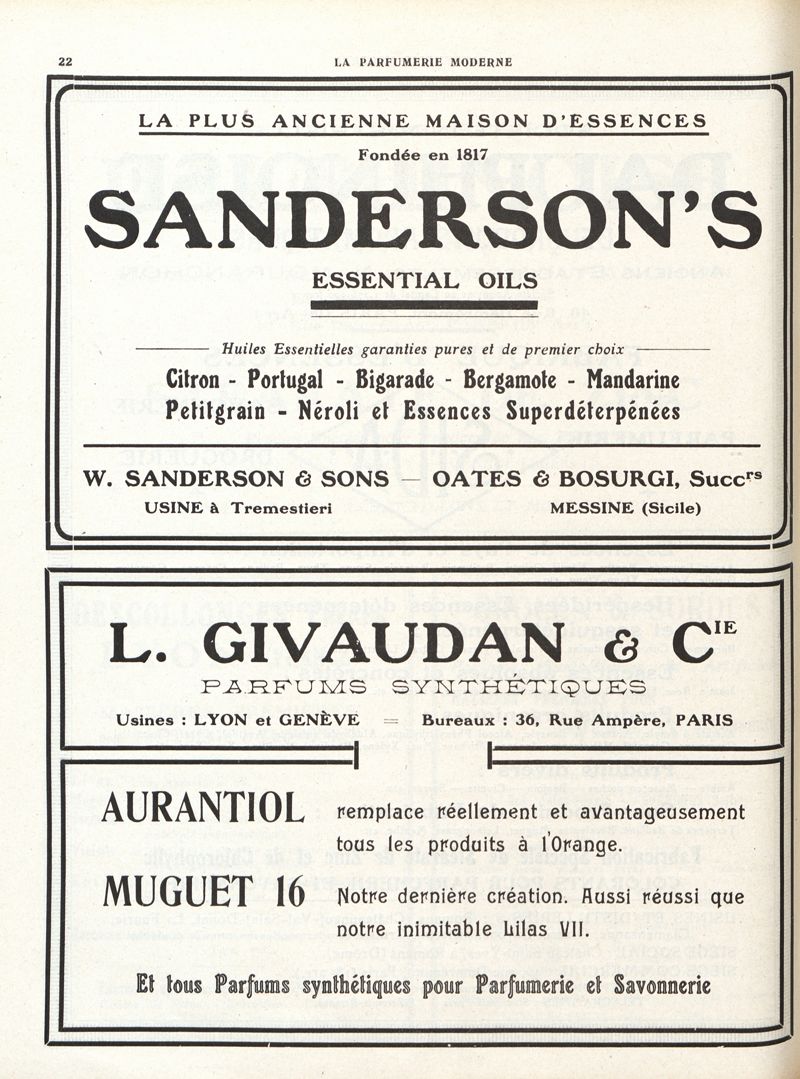 22
LA PARFUMERIE MODERNE
LA PLUS ANCIENNE MAISON D'ESSENCES
Fondée en 1817
SANDERSON'S
ESSENTIAL OILS
Huiles Essentielles garanties pures et de premier choix
Citron - Portugal - Bigarade - Bergamote - Mandarine
Petitgrain - Néroli et Essences Superdéterpénées
W. SANDERSON & SONS — OATES & BOSURGI, Succrs
USINE à Tremestieri MESSINE (Sicile)
L. GIVAUDAN & CIE
PARFUMS SYNTHÉTIQUES
Usines : LYON et GENÈVE = Bureaux : 36, Rue Ampère, PARIS
AURANTIOL remplace réellement et avantageusement
tous les produits à l'Orange.
MUGUET 16 Notre dernière création. Aussi réussi que
notre inimitable Lilas VII.
Et tous Parfums synthétiques pour Parfumerie et Savonnerie